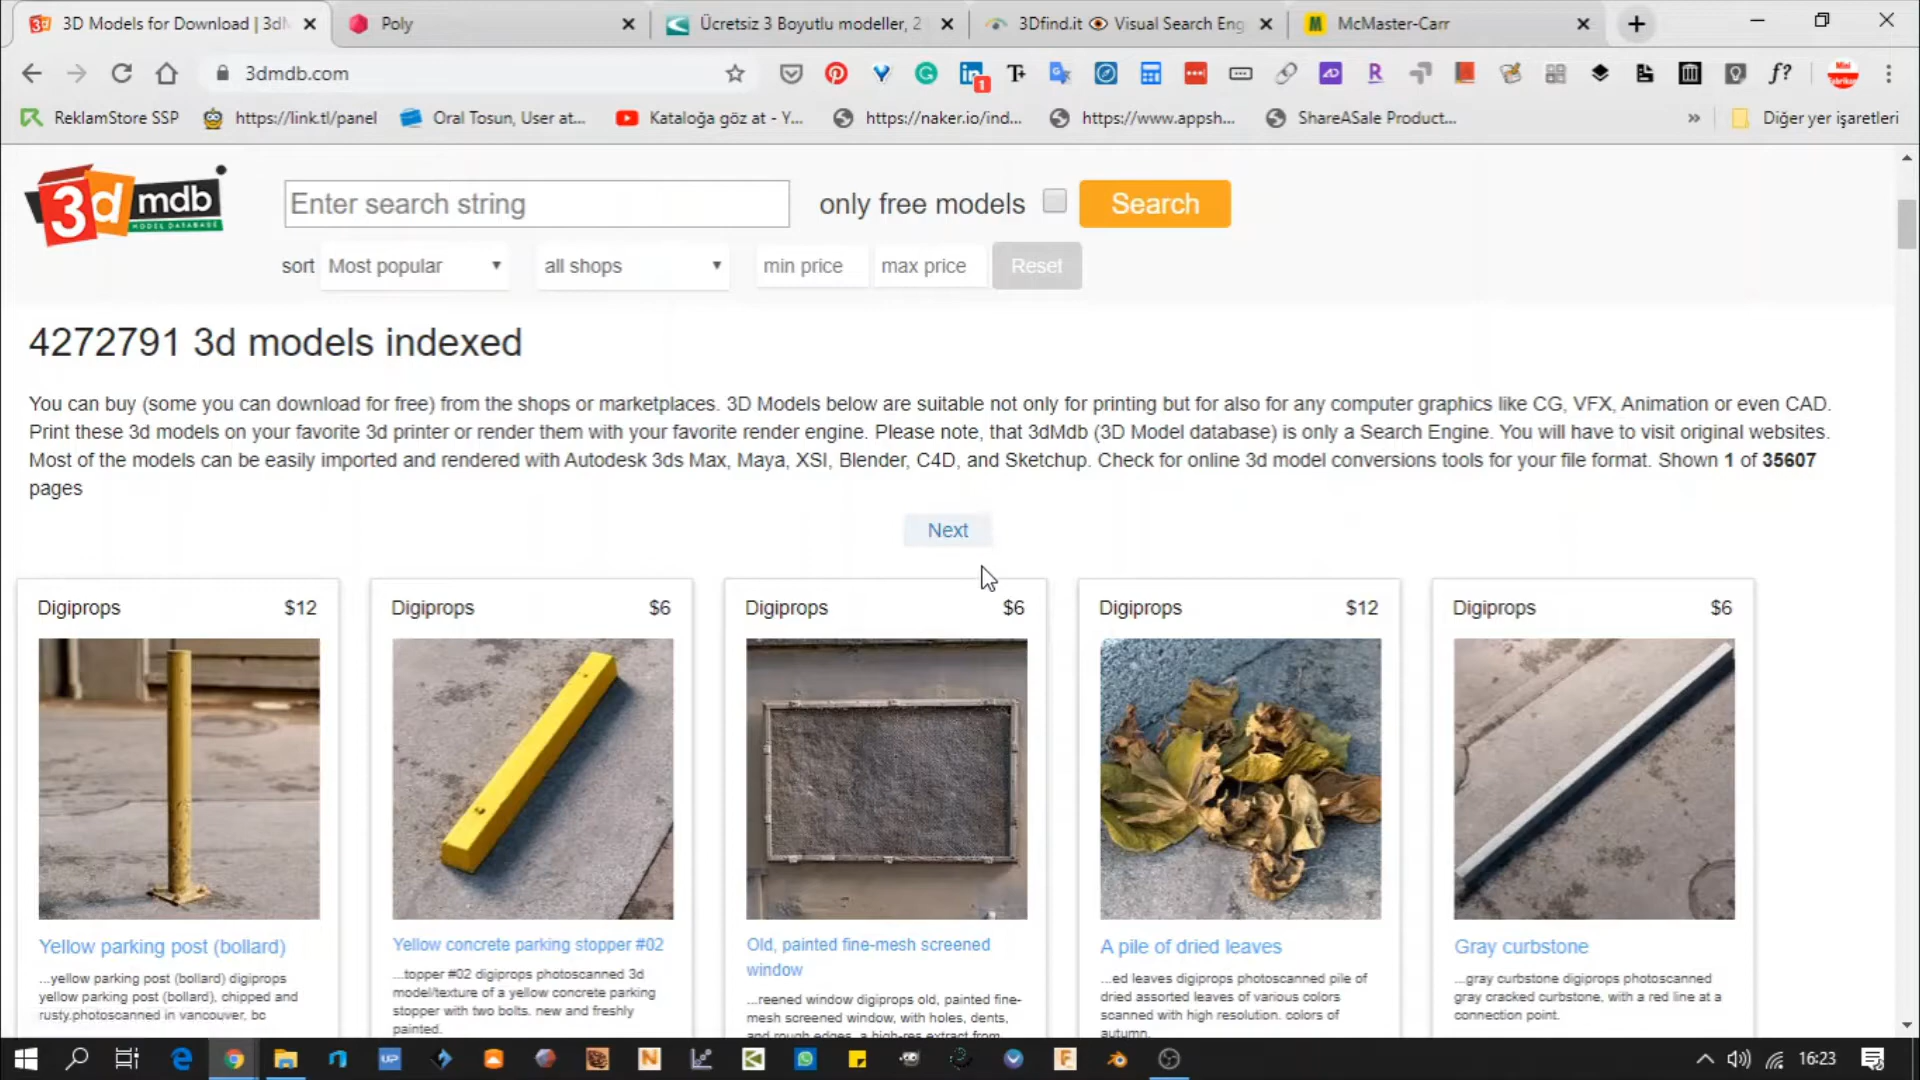 3D Models for Download | 3dM
Poly
Ücretsiz 3 Boyutlu modeller, 2
3Dfind.it 👁 Visual Search Eng
McMaster-Carr
3dmdb.com
ReklamStore SSP
https://link.tl/panel
Oral Tosun, User at...
Kataloğa göz at - Y...
https://naker.io/ind...
https://www.appsh...
ShareASale Product...
»
Diğer yer işaretleri
3d mdb
MODEL DATABASE
Enter search string
only free models
Search
sort
Most popular
all shops
min price
max price
Reset
4272791 3d models indexed
You can buy (some you can download for free) from the shops or marketplaces. 3D Models below are suitable not only for printing but for also for any computer graphics like CG, VFX, Animation or even CAD.
Print these 3d models on your favorite 3d printer or render them with your favorite render engine. Please note, that 3dMdb (3D Model database) is only a Search Engine. You will have to visit original websites.
Most of the models can be easily imported and rendered with Autodesk 3ds Max, Maya, XSI, Blender, C4D, and Sketchup. Check for online 3d model conversions tools for your file format. Shown 1 of 35607
pages
Next
Digiprops $12
Yellow parking post (bollard)
...yellow parking post (bollard) digiprops
yellow parking post (bollard), chipped and
rusty.photoscanned in vancouver, bc
Digiprops $6
Yellow concrete parking stopper #02
...topper #02 digiprops photoscanned 3d
model/texture of a yellow concrete parking
stopper with two bolts. new and freshly
painted.
Digiprops $6
Old, painted fine-mesh screened
window
...reened window digiprops old, painted fine-
mesh screened window, with holes, dents,
and rough edges. a high-res extract from
Digiprops $12
A pile of dried leaves
...ed leaves digiprops photoscanned pile of
dried assorted leaves of various colors
scanned with high resolution. colors of
autumn.
Digiprops $6
Gray curbstone
...gray curbstone digiprops photoscanned
gray cracked curbstone, with a red line at a
connection point.
16:23